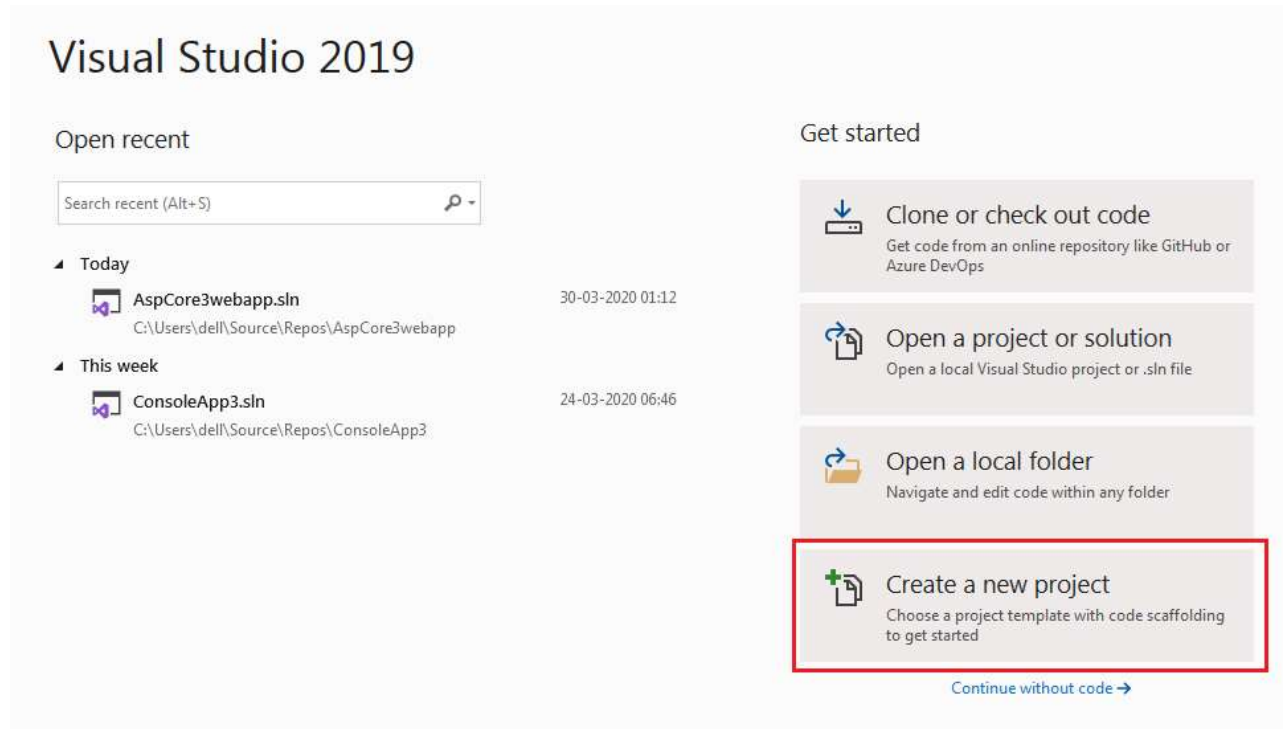 Visual Studio 2019
Open recent
Search recent (Alt+S)
Today
AspCore3webapp.sln 30-03-2020 01:12
C:\Users\dell\Source\Repos\AspCore3webapp
This week
ConsoleApp3.sln 24-03-2020 06:46
C:\Users\dell\Source\Repos\ConsoleApp3
Get started
Clone or check out code
Get code from an online repository like GitHub or
Azure DevOps
Open a project or solution
Open a local Visual Studio project or .sln file
Open a local folder
Navigate and edit code within any folder
Create a new project
Choose a project template with code scaffolding
to get started
Continue without code →